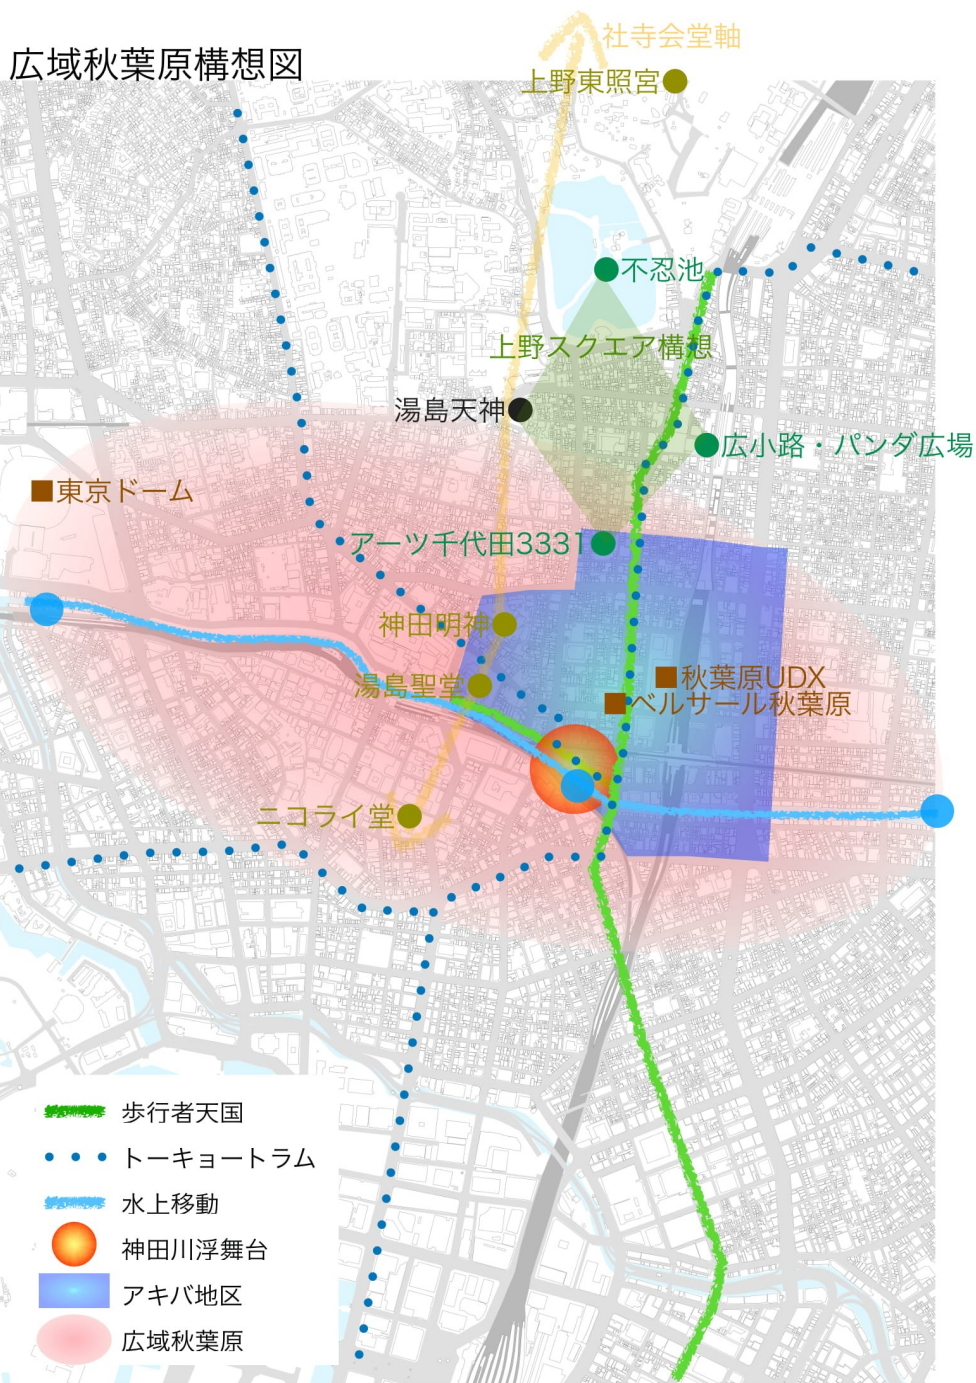 社寺会堂軸
広域秋葉原構想図
上野東照宮
不忍池
上野スクエア構想
湯島天神
広小路・パンダ広場
東京ドーム
アーツ千代田3331
神田明神
秋葉原UDX
湯島聖堂
ベルサール秋葉原
ニコライ堂
歩行者天国
トーキョートラム
水上移動
神田川浮舞台
アキバ地区
広域秋葉原